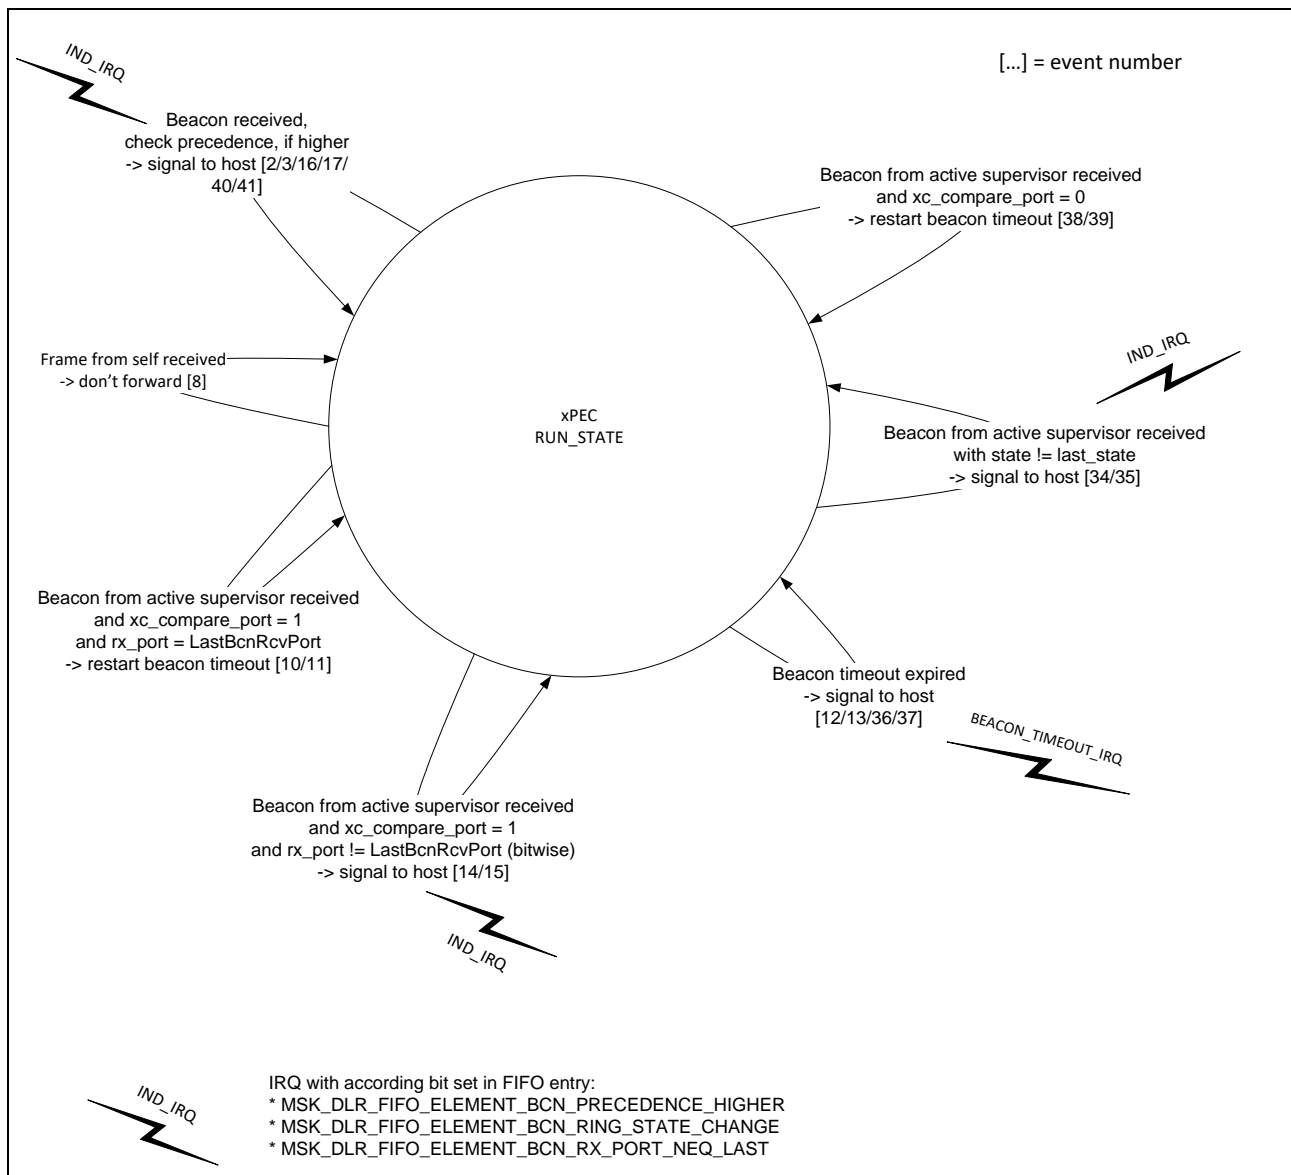 IND_IRQ
[...] = event number
Beacon received,
check precedence, if higher
-> signal to host [2/3/16/17/
40/41]
Beacon from active supervisor received
and xc_compare_port = 0
-> restart beacon timeout [38/39]
Frame from self received
-> don’t forward [8]
IND_IRQ
xPEC
RUN_STATE
Beacon from active supervisor received
with state != last_state
-> signal to host [34/35]
Beacon from active supervisor received
and xc_compare_port = 1
and rx_port = LastBcnRcvPort
-> restart beacon timeout [10/11]
Beacon timeout expired
-> signal to host
[12/13/36/37]
BEACON_TIMEOUT_IRQ
Beacon from active supervisor received
and xc_compare_port = 1
and rx_port != LastBcnRcvPort (bitwise)
-> signal to host [14/15]
IND_IRQ
IND_IRQ
IRQ with according bit set in FIFO entry:
* MSK_DLR_FIFO_ELEMENT_BCN_PRECEDENCE_HIGHER
* MSK_DLR_FIFO_ELEMENT_BCN_RING_STATE_CHANGE
* MSK_DLR_FIFO_ELEMENT_BCN_RX_PORT_NEQ_LAST